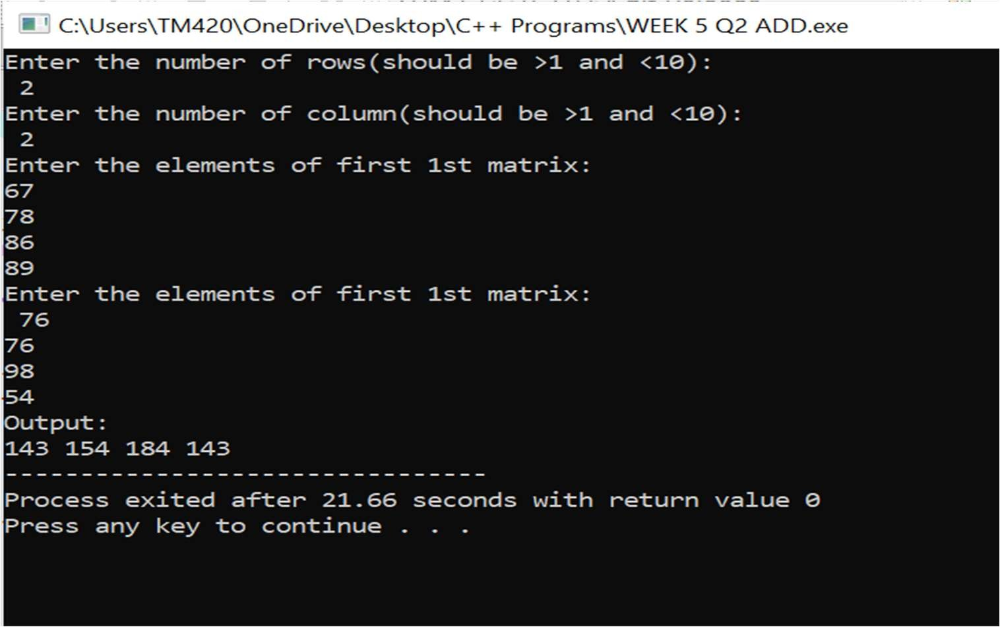 C:\Users\TM420\OneDrive\Desktop\C++ Programs\WEEK 5 Q2 ADD.exe
Enter the number of rows(should be >1 and <10):
2
Enter the number of column(should be >1 and <10):
2
Enter the elements of first 1st matrix:
67
78
86
89
Enter the elements of first 1st matrix:
76
76
98
54
Output:
143 154 184 143
--------------------------------
Process exited after 21.66 seconds with return value 0
Press any key to continue . . .